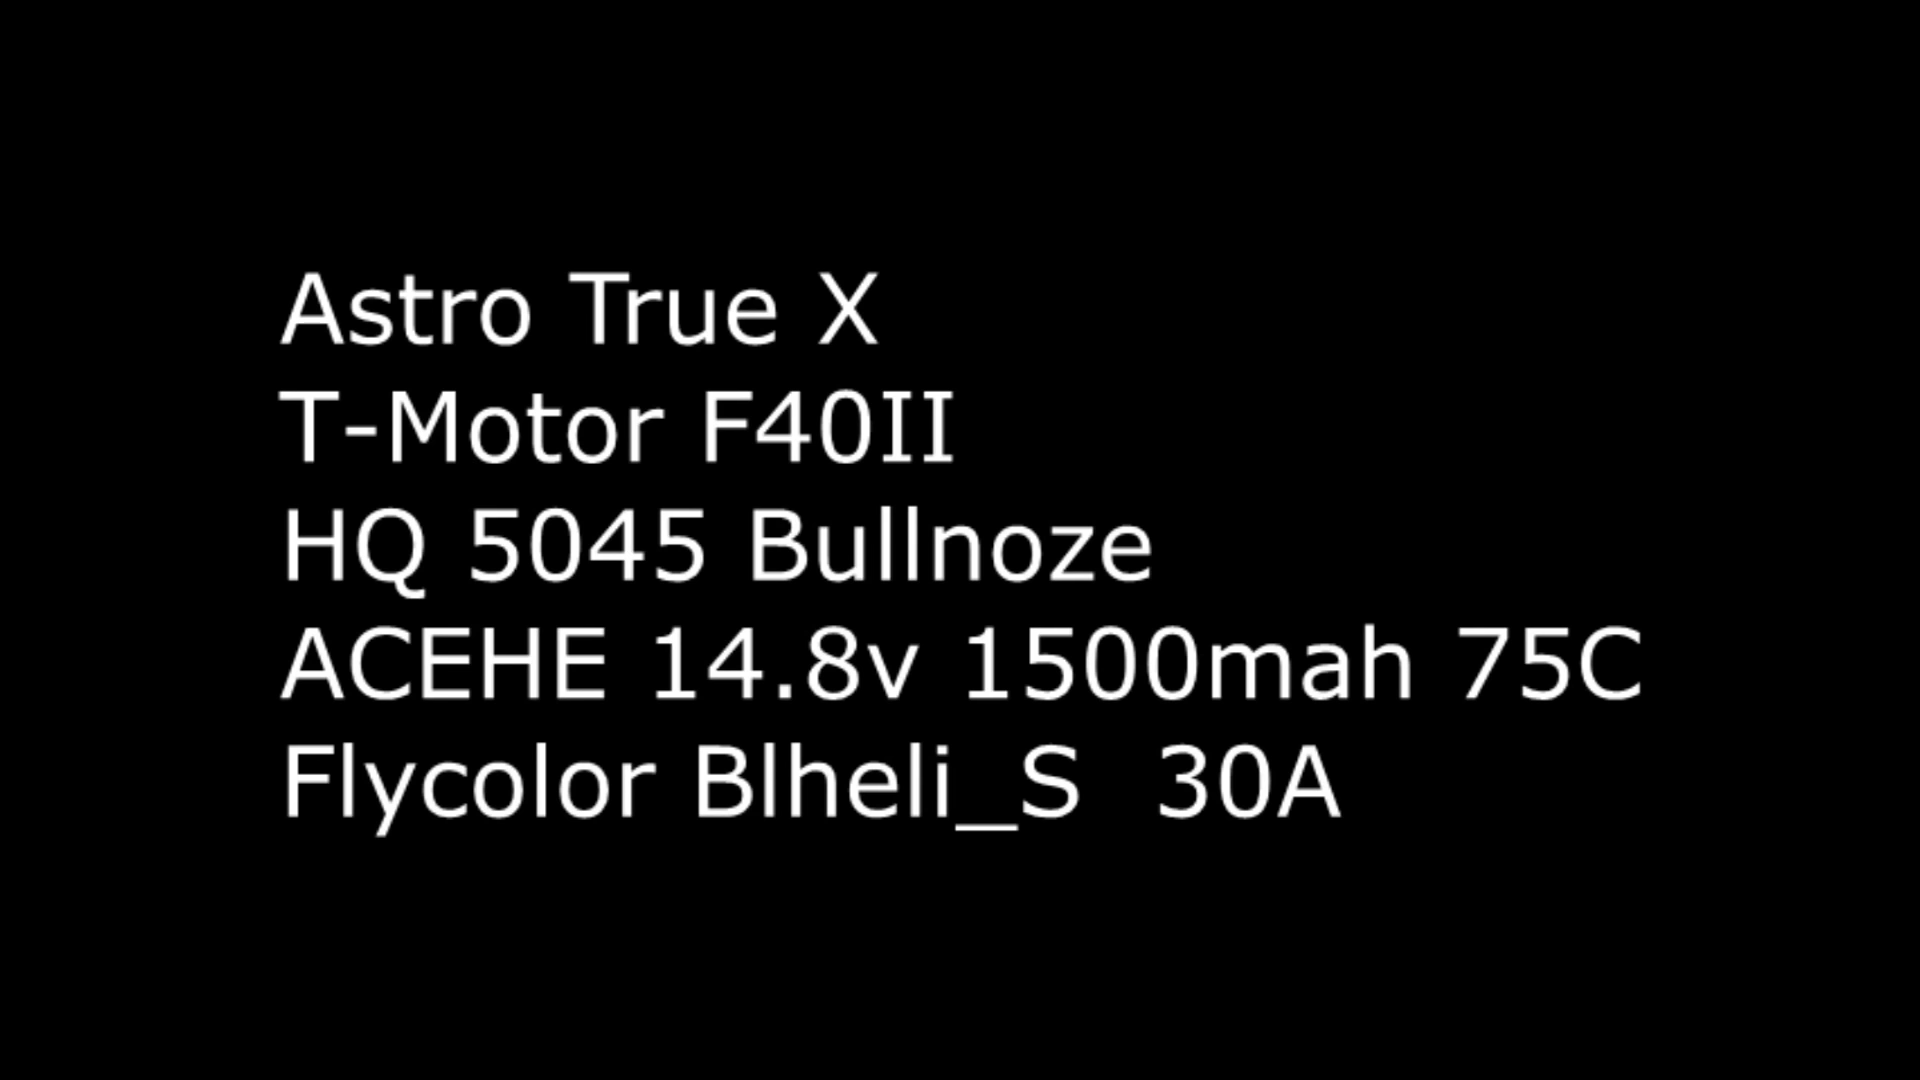 Astro True X
T-Motor F40II
HQ 5045 Bullnoze
ACEHE 14.8v 1500mah 75C
Flycolor Blheli_S  30A